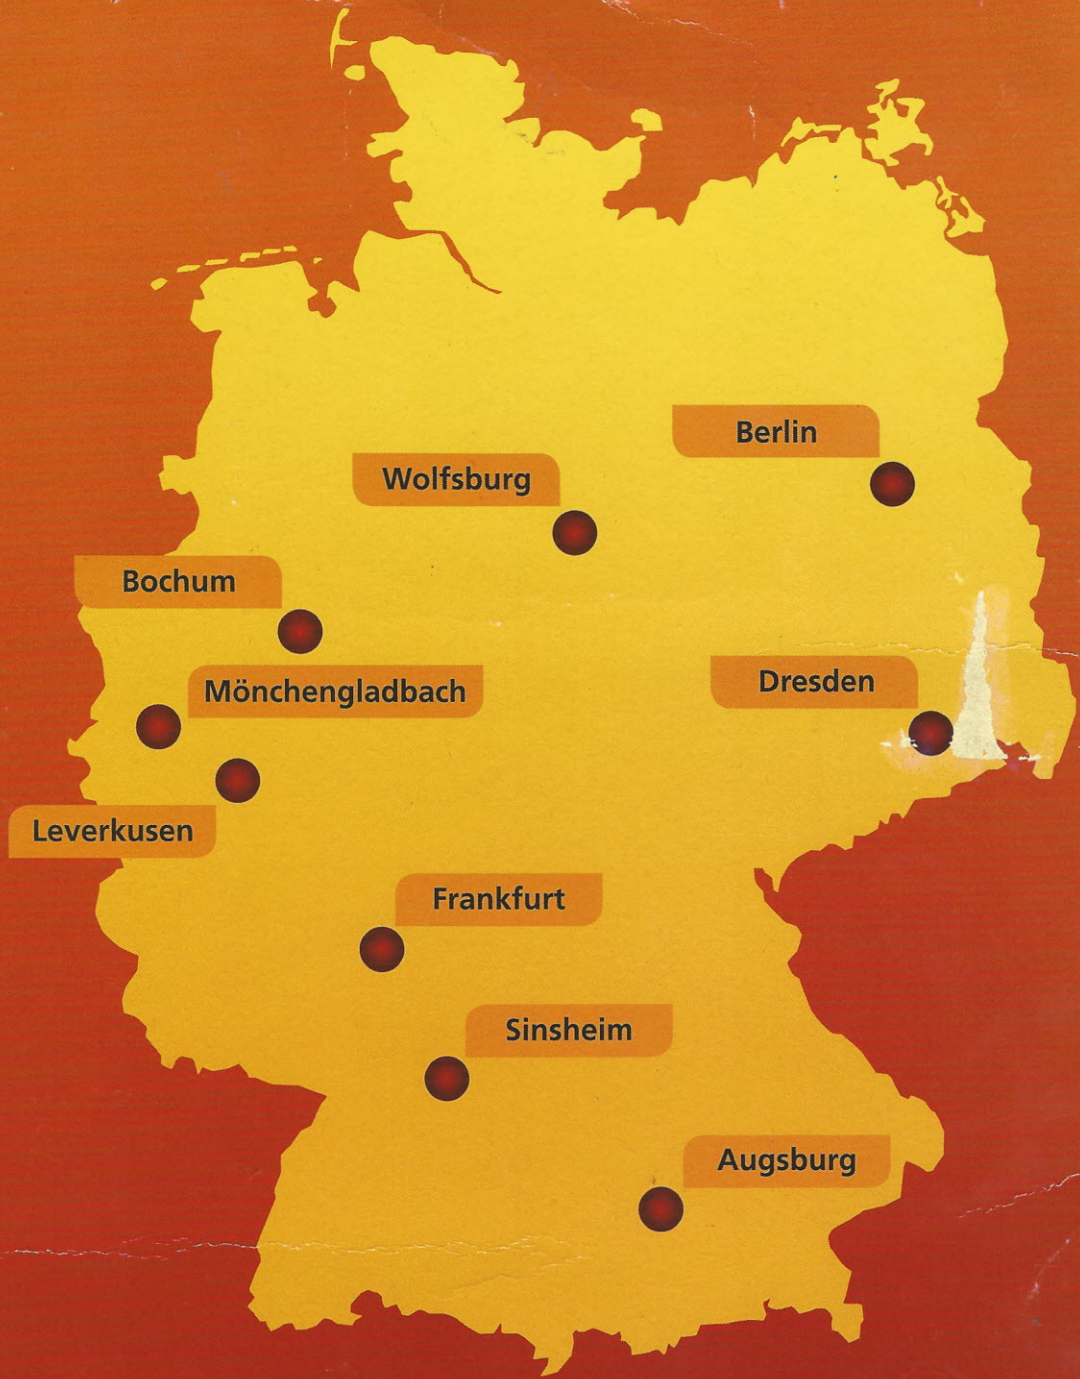 Berlin
Wolfsburg
Bochum
Mönchengladbach
Dresden
Leverkusen
Frankfurt
Sinsheim
Augsburg